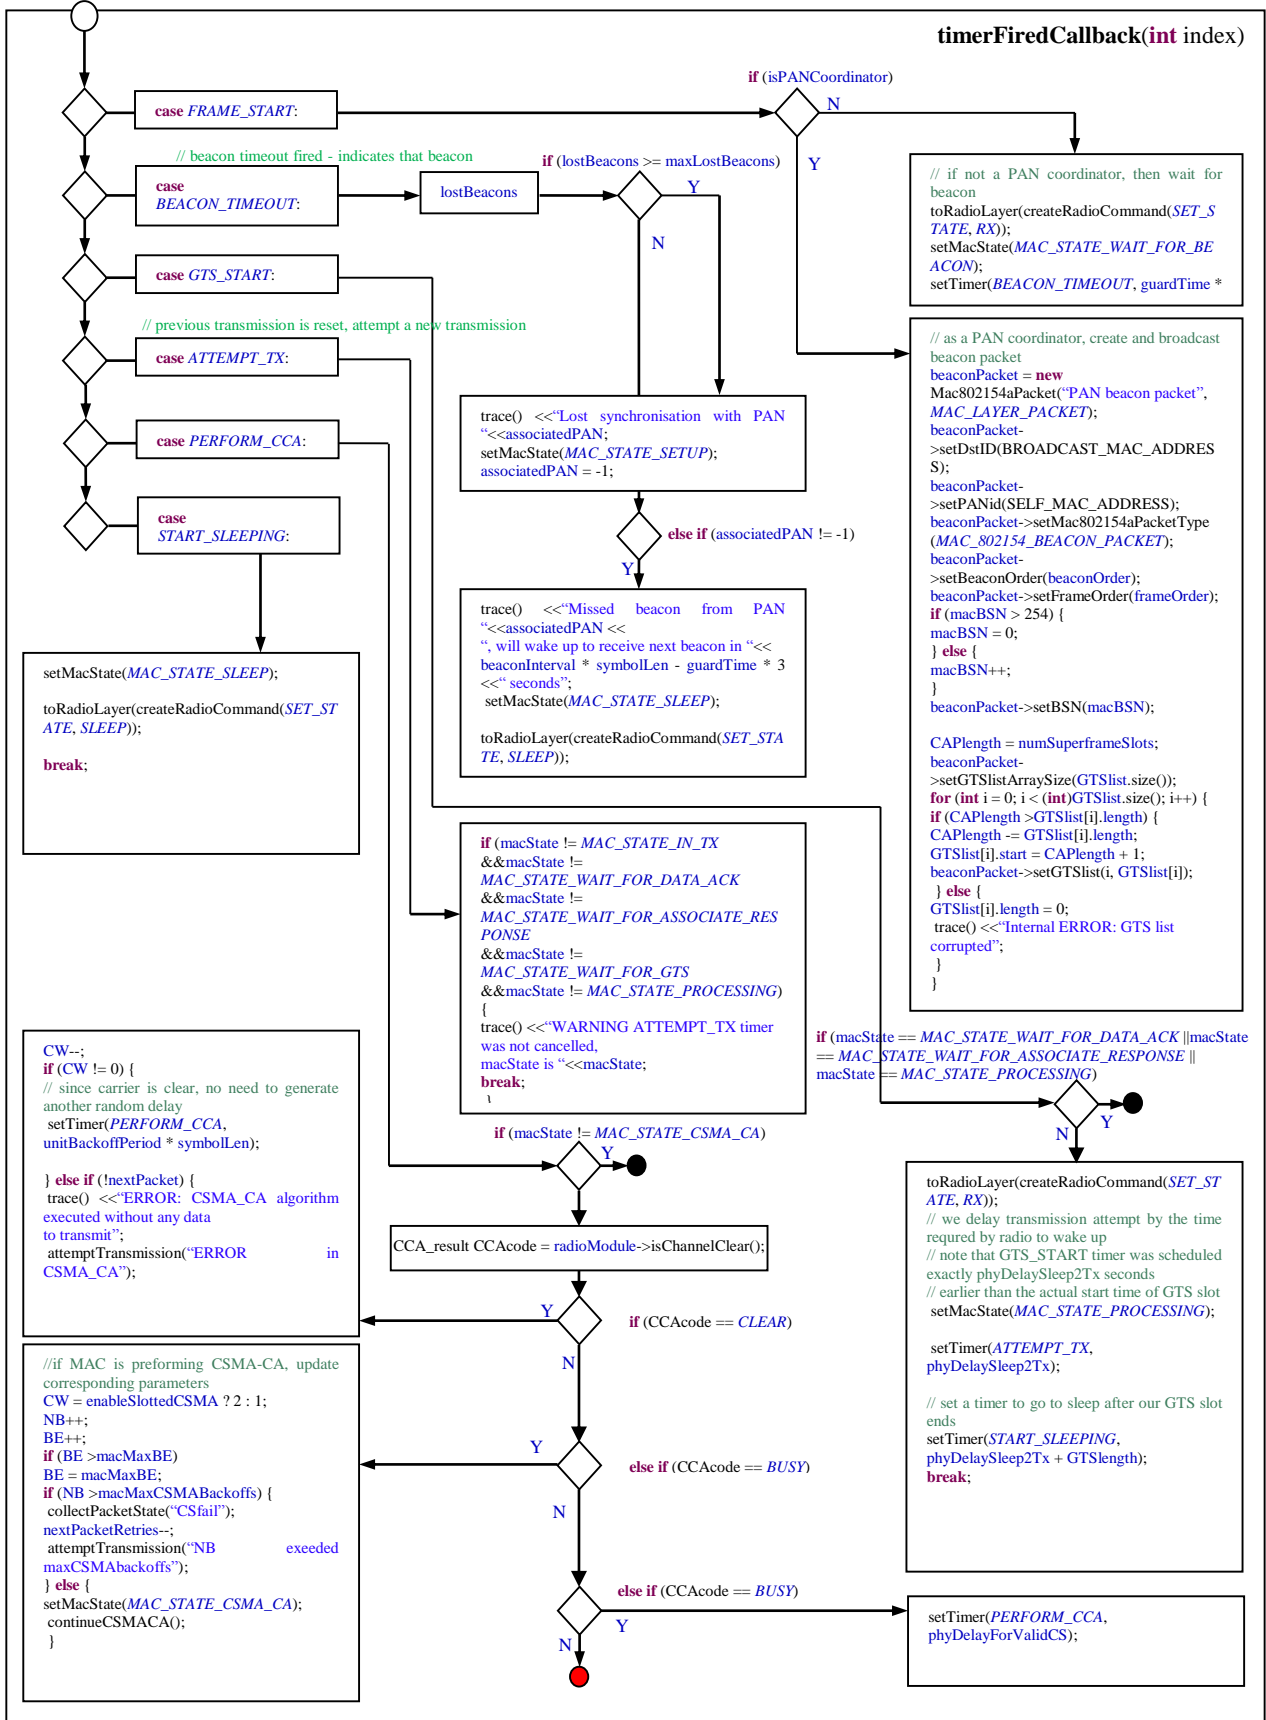 timerFiredCallback(int index)
if (isPANCoordinator)
case FRAME_START:
N
Y
// beacon timeout fired - indicates that beacon
case
BEACON_TIMEOUT:
lostBeacons
if (lostBeacons >= maxLostBeacons)
Y
N
// if not a PAN coordinator, then wait for
beacon
toRadioLayer(createRadioCommand(SET_S
TATE, RX));
setMacState(MAC_STATE_WAIT_FOR_BE
ACON);
setTimer(BEACON_TIMEOUT, guardTime *
case GTS_START:
// previous transmission is reset, attempt a new transmission
case ATTEMPT_TX:
case PERFORM_CCA:
case
START_SLEEPING:
trace() <<“Lost synchronisation with PAN
“<<associatedPAN;
setMacState(MAC_STATE_SETUP);
associatedPAN = -1;
else if (associatedPAN != -1)
Y
trace() <<“Missed beacon from PAN
“<<associatedPAN <<
“, will wake up to receive next beacon in “<<
beaconInterval * symbolLen - guardTime * 3
<<“ seconds”;
setMacState(MAC_STATE_SLEEP);
toRadioLayer(createRadioCommand(SET_STA
TE, SLEEP));
// as a PAN coordinator, create and broadcast
beacon packet
beaconPacket = new
Mac802154aPacket(“PAN beacon packet”,
MAC_LAYER_PACKET);
beaconPacket-
>setDstID(BROADCAST_MAC_ADDRES
S);
beaconPacket-
>setPANid(SELF_MAC_ADDRESS);
beaconPacket->setMac802154aPacketType
(MAC_802154_BEACON_PACKET);
beaconPacket-
>setBeaconOrder(beaconOrder);
beaconPacket->setFrameOrder(frameOrder);
if (macBSN > 254) {
macBSN = 0;
} else {
macBSN++;
}
beaconPacket->setBSN(macBSN);
CAPlength = numSuperframeSlots;
beaconPacket-
>setGTSlistArraySize(GTSlist.size());
for (int i = 0; i < (int)GTSlist.size(); i++) {
if (CAPlength >GTSlist[i].length) {
CAPlength -= GTSlist[i].length;
GTSlist[i].start = CAPlength + 1;
beaconPacket->setGTSlist(i, GTSlist[i]);
} else {
GTSlist[i].length = 0;
trace() <<“Internal ERROR: GTS list
corrupted”;
}
}
setMacState(MAC_STATE_SLEEP);
toRadioLayer(createRadioCommand(SET_ST
ATE, SLEEP));
break;
if (macState != MAC_STATE_IN_TX
&&macState !=
MAC_STATE_WAIT_FOR_DATA_ACK
&&macState !=
MAC_STATE_WAIT_FOR_ASSOCIATE_RES
PONSE
&&macState !=
MAC_STATE_WAIT_FOR_GTS
&&macState != MAC_STATE_PROCESSING)
{
trace() <<“WARNING ATTEMPT_TX timer
was not cancelled,
macState is “<<macState;
break;
}
if (macState == MAC_STATE_WAIT_FOR_DATA_ACK ||macState
== MAC_STATE_WAIT_FOR_ASSOCIATE_RESPONSE ||
macState == MAC_STATE_PROCESSING)
Y
N
CW--;
if (CW != 0) {
// since carrier is clear, no need to generate
another random delay
setTimer(PERFORM_CCA,
unitBackoffPeriod * symbolLen);
} else if (!nextPacket) {
trace() <<“ERROR: CSMA_CA algorithm
executed without any data
to transmit”;
attemptTransmission(“ERROR in
CSMA_CA”);
if (macState != MAC_STATE_CSMA_CA)
Y
CCA_result CCAcode = radioModule->isChannelClear();
Y
if (CCAcode == CLEAR)
N
toRadioLayer(createRadioCommand(SET_ST
ATE, RX));
// we delay transmission attempt by the time
requred by radio to wake up
// note that GTS_START timer was scheduled
exactly phyDelaySleep2Tx seconds
// earlier than the actual start time of GTS slot
setMacState(MAC_STATE_PROCESSING);
setTimer(ATTEMPT_TX,
phyDelaySleep2Tx);
// set a timer to go to sleep after our GTS slot
ends
setTimer(START_SLEEPING,
phyDelaySleep2Tx + GTSlength);
break;
//if MAC is preforming CSMA-CA, update
corresponding parameters
CW = enableSlottedCSMA ? 2 : 1;
NB++;
BE++;
if (BE >macMaxBE)
BE = macMaxBE;
if (NB >macMaxCSMABackoffs) {
collectPacketState(“CSfail”);
nextPacketRetries--;
attemptTransmission(“NB exeeded
maxCSMAbackoffs”);
} else {
setMacState(MAC_STATE_CSMA_CA);
continueCSMACA();
}
Y
else if (CCAcode == BUSY)
N
else if (CCAcode == BUSY)
Y
N
setTimer(PERFORM_CCA,
phyDelayForValidCS);